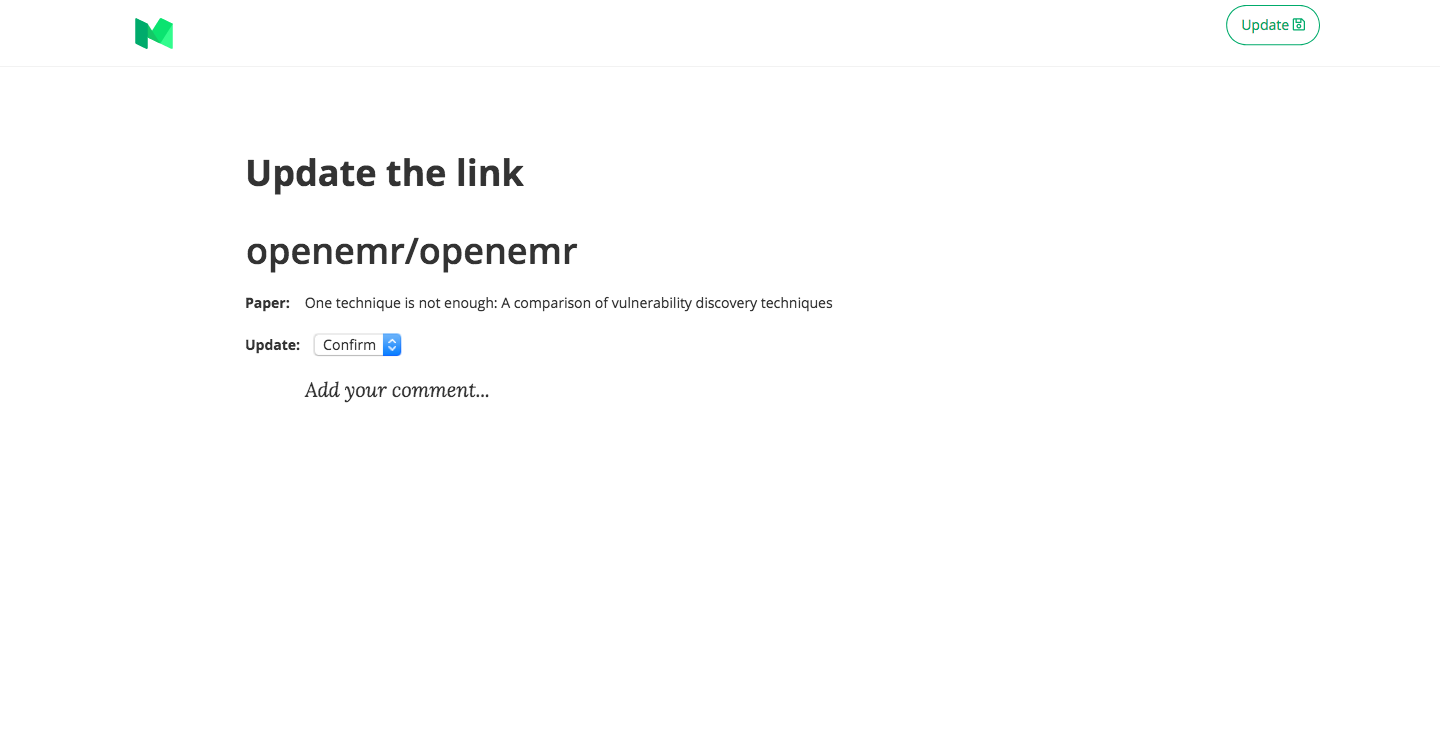 Update
Update the link
openemr/openemr
Paper: One technique is not enough: A comparison of vulnerability discovery techniques
Update: Confirm
Add your comment...